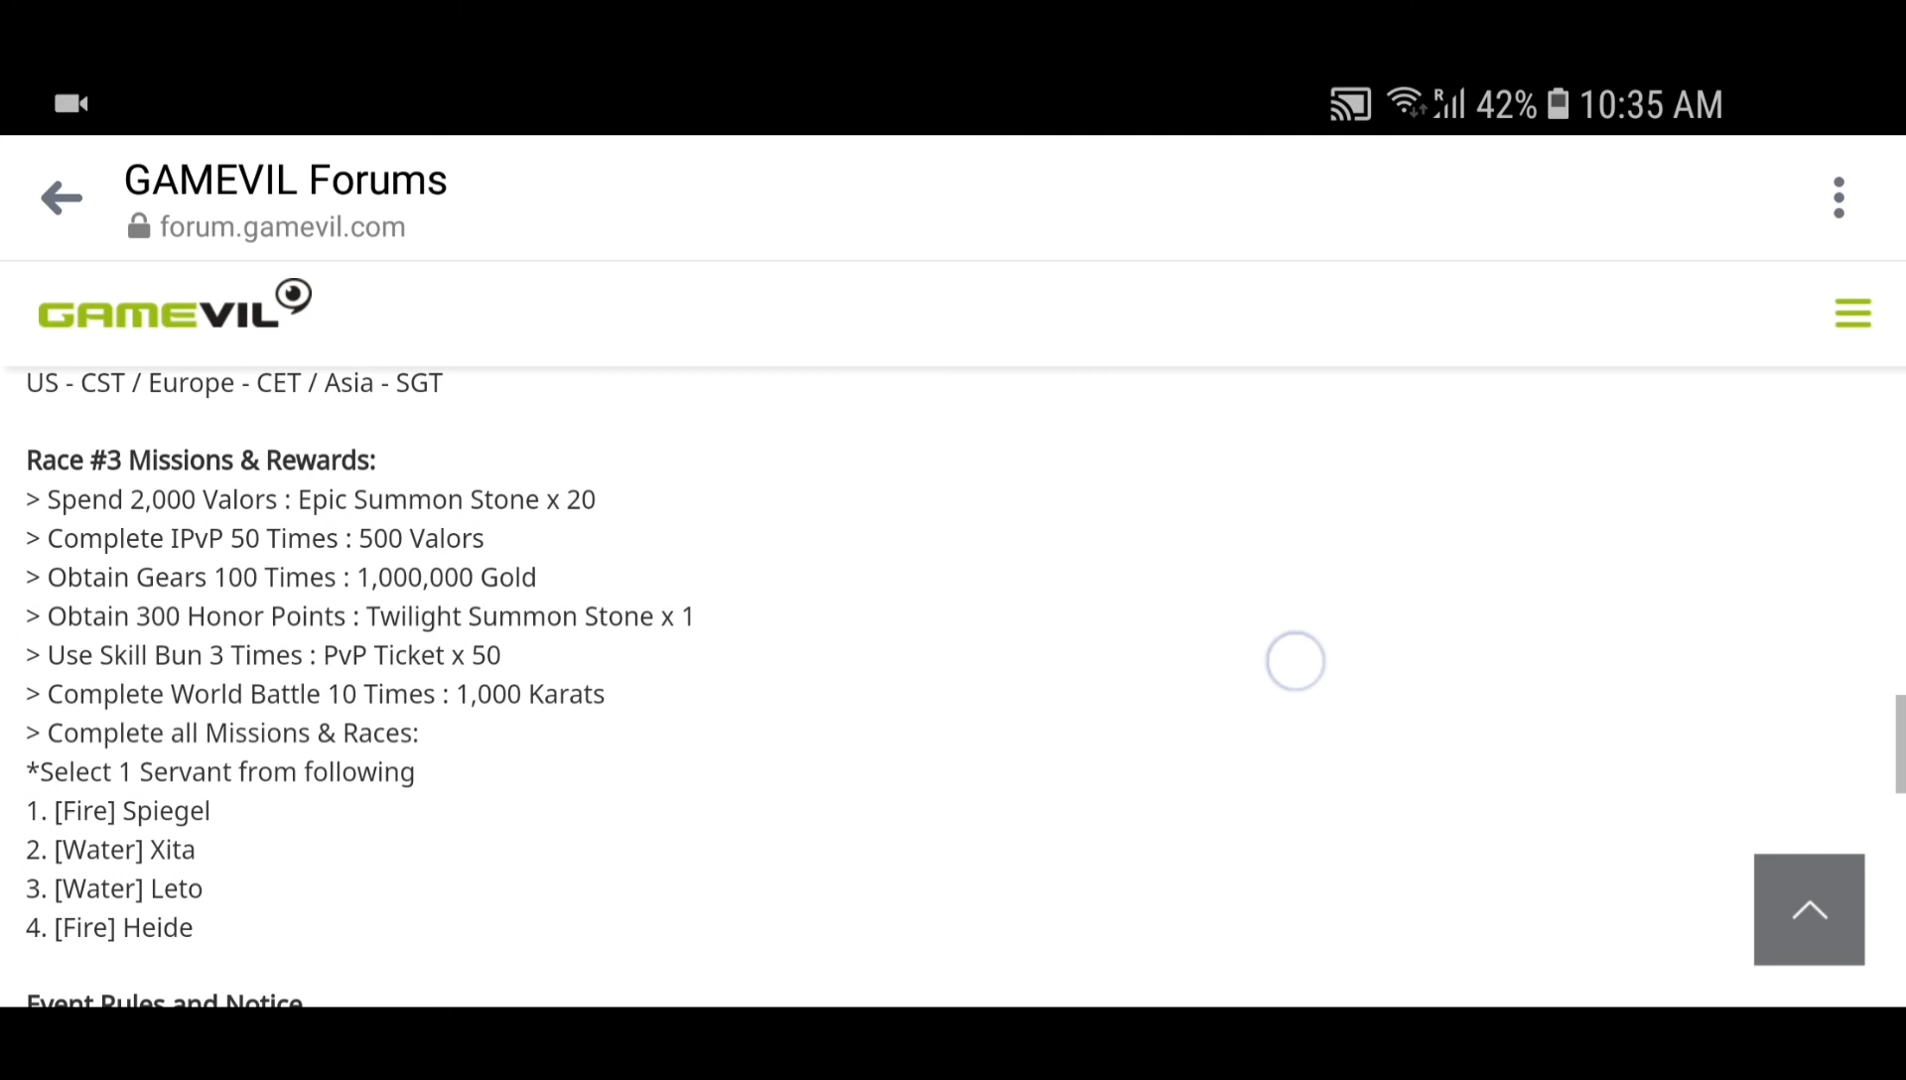 R 42% 10:35 AM
GAMEVIL Forums
forum.gamevil.com
GAMEVIL
US - CST / Europe - CET / Asia - SGT
Race #3 Missions & Rewards:
> Spend 2,000 Valors : Epic Summon Stone x 20
> Complete IPvP 50 Times : 500 Valors
> Obtain Gears 100 Times : 1,000,000 Gold
> Obtain 300 Honor Points : Twilight Summon Stone x 1
> Use Skill Bun 3 Times : PvP Ticket x 50
> Complete World Battle 10 Times : 1,000 Karats
> Complete all Missions & Races:
*Select 1 Servant from following
1. [Fire] Spiegel
2. [Water] Xita
3. [Water] Leto
4. [Fire] Heide
Event Rules and Notice